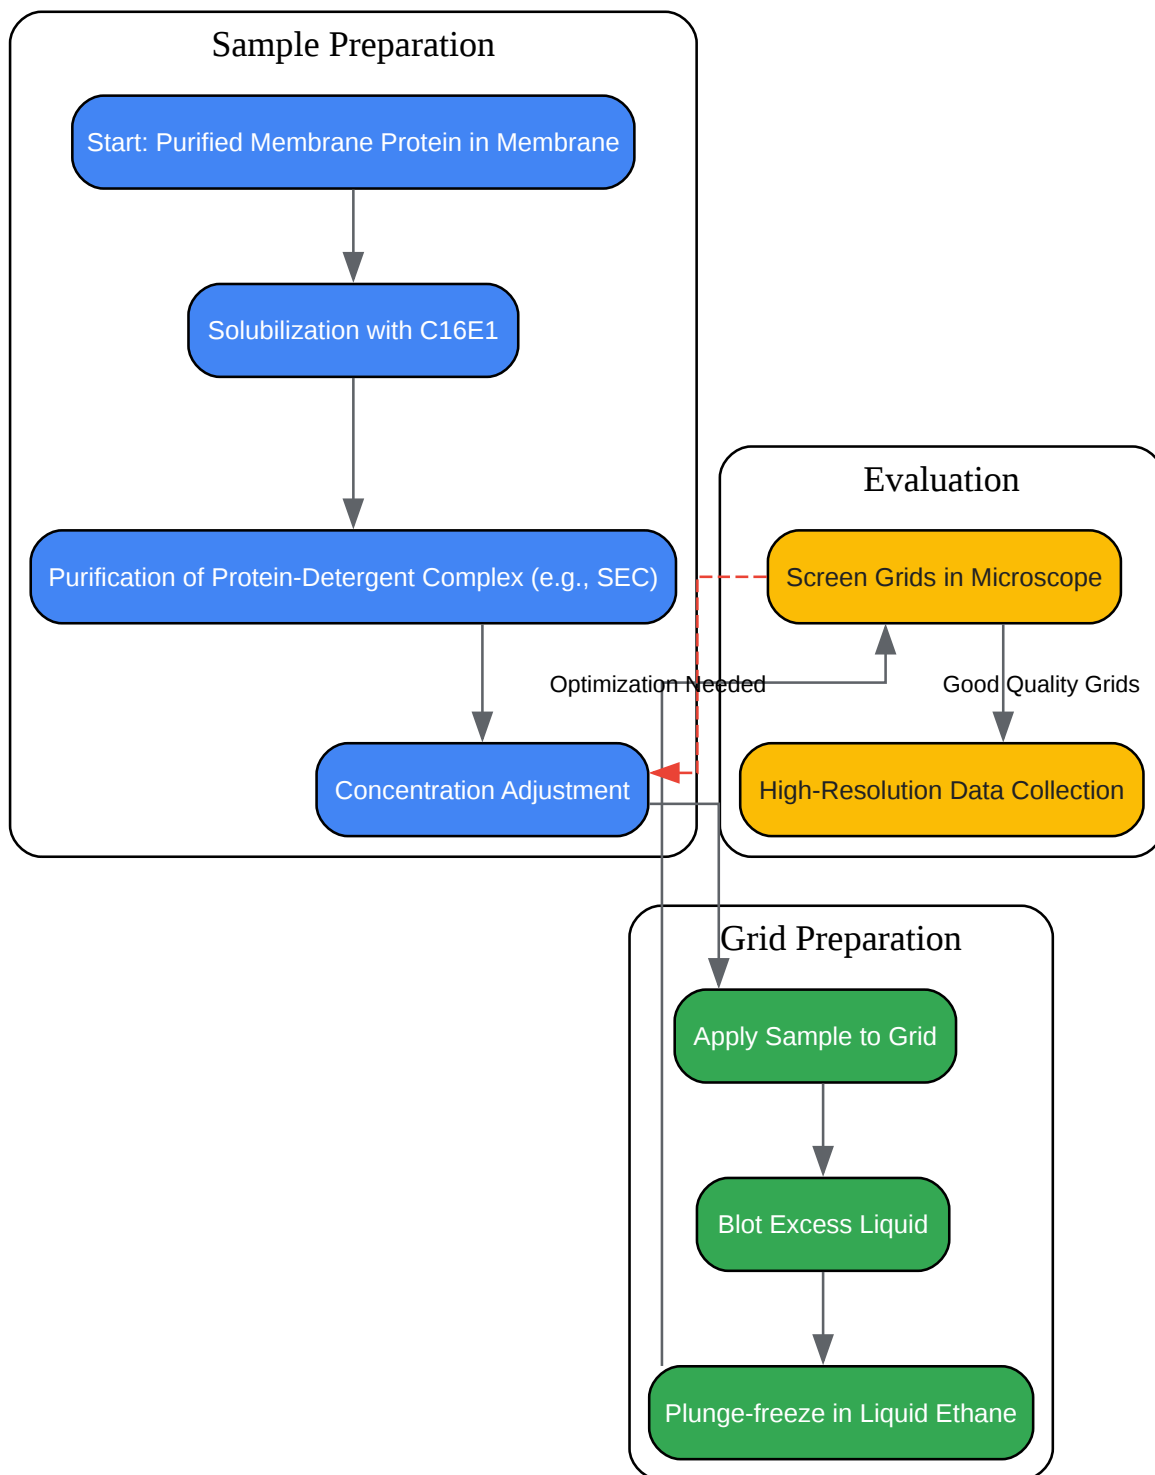 Sample Preparation
Start: Purified Membrane Protein in Membrane
Solubilization with C16E1
Purification of Protein-Detergent Complex (e.g., SEC)
Optimization Needed
Concentration Adjustment
Evaluation
Screen Grids in Microscope
Good Quality Grids
High-Resolution Data Collection
Grid Preparation
Apply Sample to Grid
Blot Excess Liquid
Plunge-freeze in Liquid Ethane